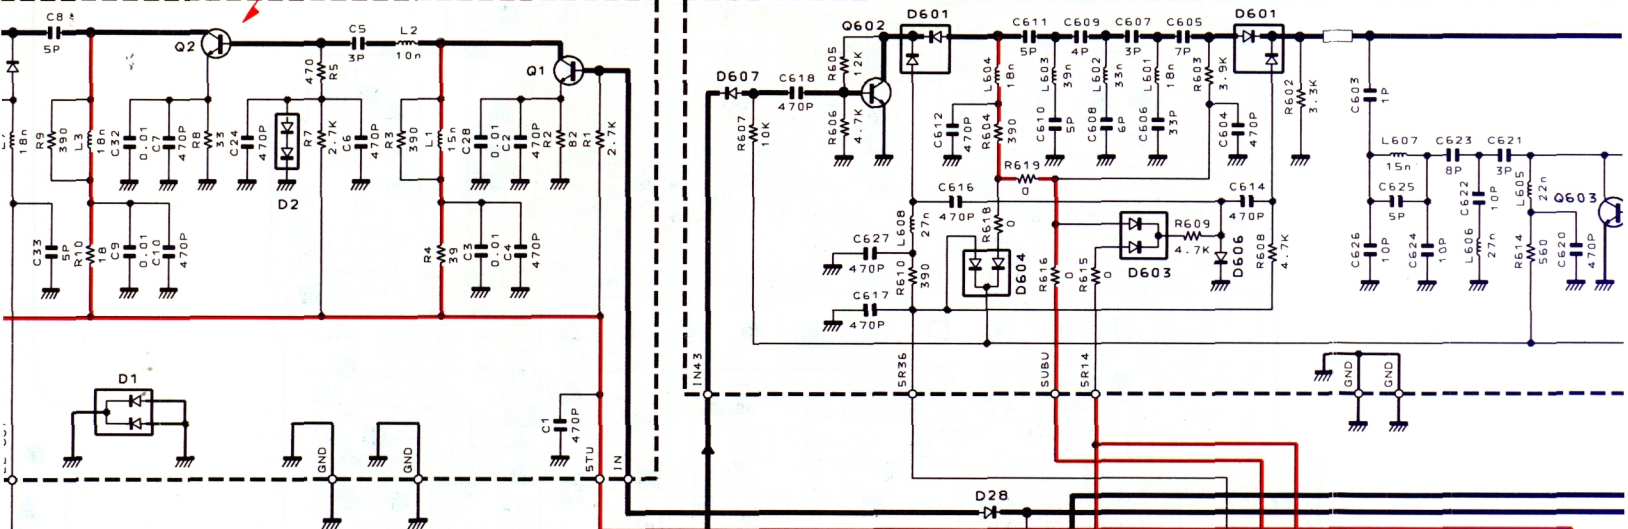 C84
5P
Q2
C5
3P
L2
10n
Q1
470
R5
18n
R9
390
L3
18n
C32
0.01
C7
470P
R8
33
C24
470P
D2
R7
2.7K
C6
470P
R3
390
L1
15n
C28
0.01
C2
470P
R2
82
R1
2.7K
C33
5P
R10
18
C9
0.01
C10
470P
R4
39
C3
0.01
C4
470P
D1
GND
GND
C1
470P
5TU
IN
Q602
D601
C611
5P
C609
4P
C607
3P
C605
7P
D601
D607
C618
470P
R605
12K
R606
4.7K
R607
10K
C612
470P
L604
18n
R604
390
L603
39n
C610
5P
L602
33n
C608
6P
L601
18n
C606
33P
R603
3.9K
C604
470P
R602
3.3K
C603
1P
R619
0
C616
470P
C614
470P
L608
27n
R618
0
C627
470P
R610
390
C617
470P
D604
R616
0
R615
0
D603
R609
4.7K
D606
R608
4.7K
L607
15n
C623
8P
C621
3P
C625
5P
C622
10P
L605
22n
Q603
C626
10P
C624
10P
L606
27n
R614
560
C620
470P
IN43
5R36
SUBU
5R14
GND
GND
D28